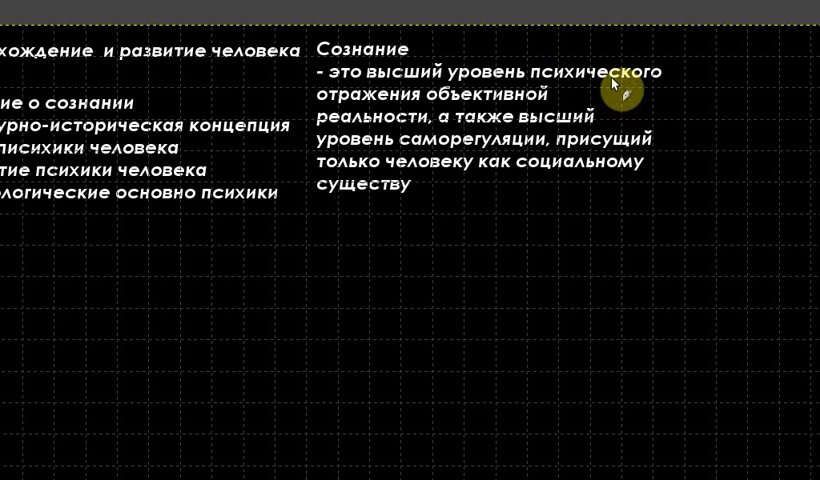 хождение и развитие человека
ие о сознании
урно-историческая концепция
писихики человека
тие психики человека
логические основно психики
Сознание
- это высший уровень психического
отражения объективной
реальности, а также высший
уровень саморегуляции, присущий
только человеку как социальному
существу